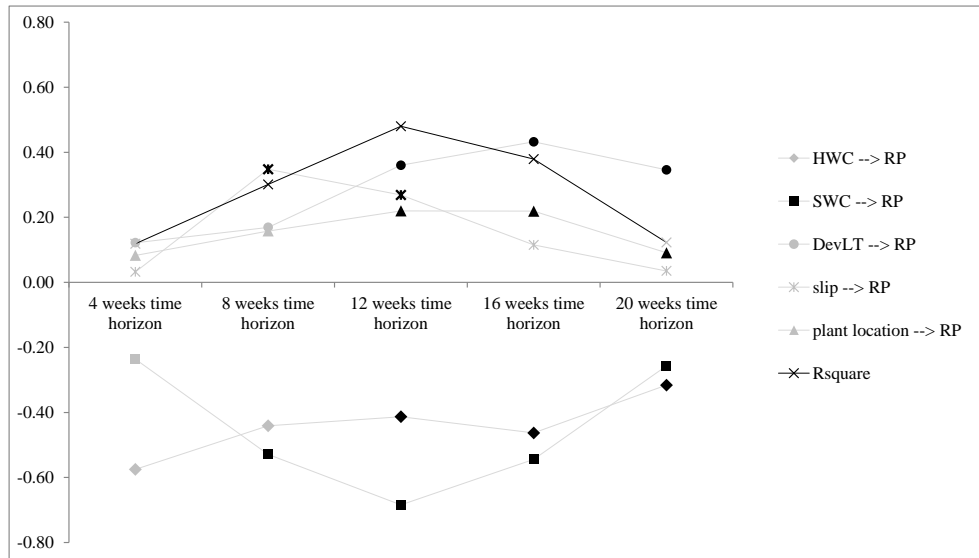 0.80
0.60
0.40
0.20
0.00
4 weeks time horizon
8 weeks time horizon
12 weeks time horizon
16 weeks time horizon
20 weeks time horizon
-0.20
-0.40
-0.60
-0.80
HWC --> RP
SWC --> RP
DevLT --> RP
slip --> RP
plant location --> RP
Rsquare